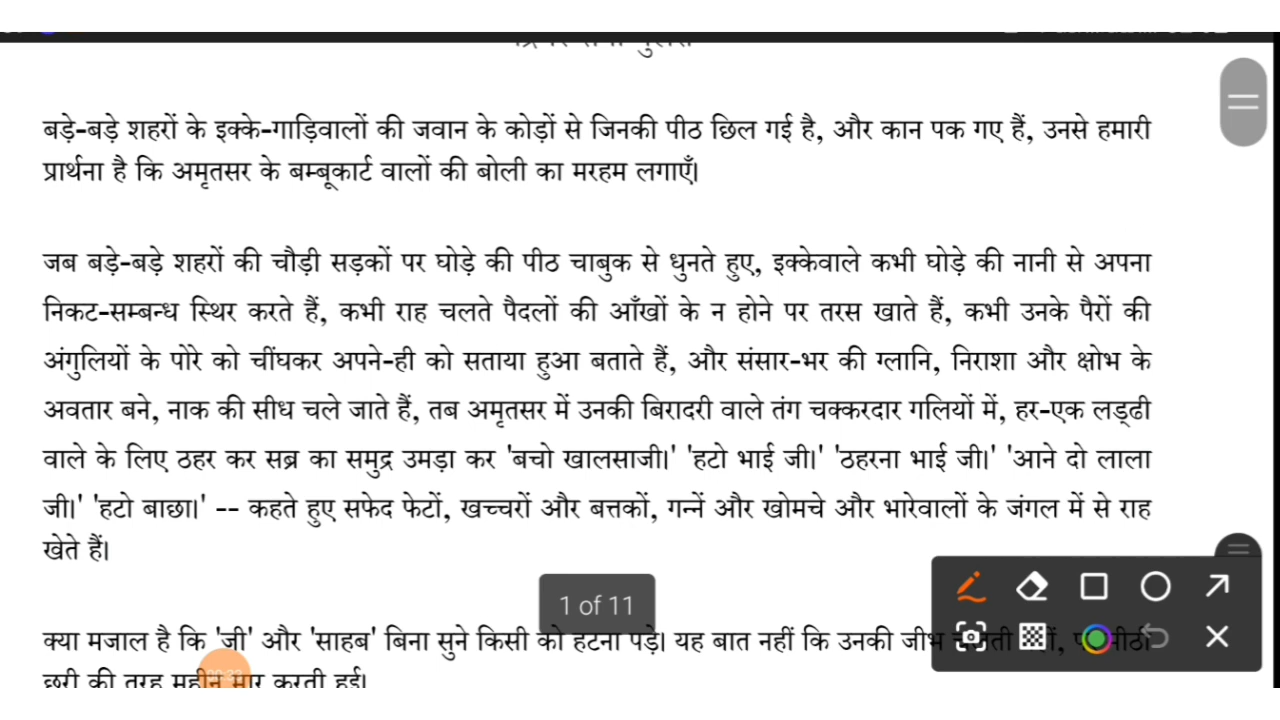 बड़े-बड़े शहरों के इक्के-गाड़िवालों की जवान के कोड़ों से जिनकी पीठ छिल गई है, और कान पक गए हैं, उनसे हमारी
प्रार्थना है कि अमृतसर के बम्बूकार्ट वालों की बोली का मरहम लगाएँ।
जब बड़े-बड़े शहरों की चौड़ी सड़कों पर घोड़े की पीठ चाबुक से धुनते हुए, इक्केवाले कभी घोड़े की नानी से अपना
निकट-सम्बन्ध स्थिर करते हैं, कभी राह चलते पैदलों की आँखों के न होने पर तरस खाते हैं, कभी उनके पैरों की
अंगुलियों के पोरे को चींघकर अपने-ही को सताया हुआ बताते हैं, और संसार-भर की ग्लानि, निराशा और क्षोभ के
अवतार बने, नाक की सीध चले जाते हैं, तब अमृतसर में उनकी बिरादरी वाले तंग चक्करदार गलियों में, हर-एक लड्ढी
वाले के लिए ठहर कर सब्र का समुद्र उमड़ा कर 'बचो खालसाजी।' 'हटो भाई जी।' 'ठहरना भाई जी।' 'आने दो लाला
जी।' 'हटो बाछा।' -- कहते हुए सफेद फेटों, खच्चरों और बत्तकों, गन्नें और खोमचे और भारेवालों के जंगल में से राह
खेते हैं।
1 of 11
क्या मजाल है कि 'जी' और 'साहब' बिना सुने किसी को हटना पड़े। यह बात नहीं कि उनकी जीभ
छुरी की तरह महीन मार करती हुई।